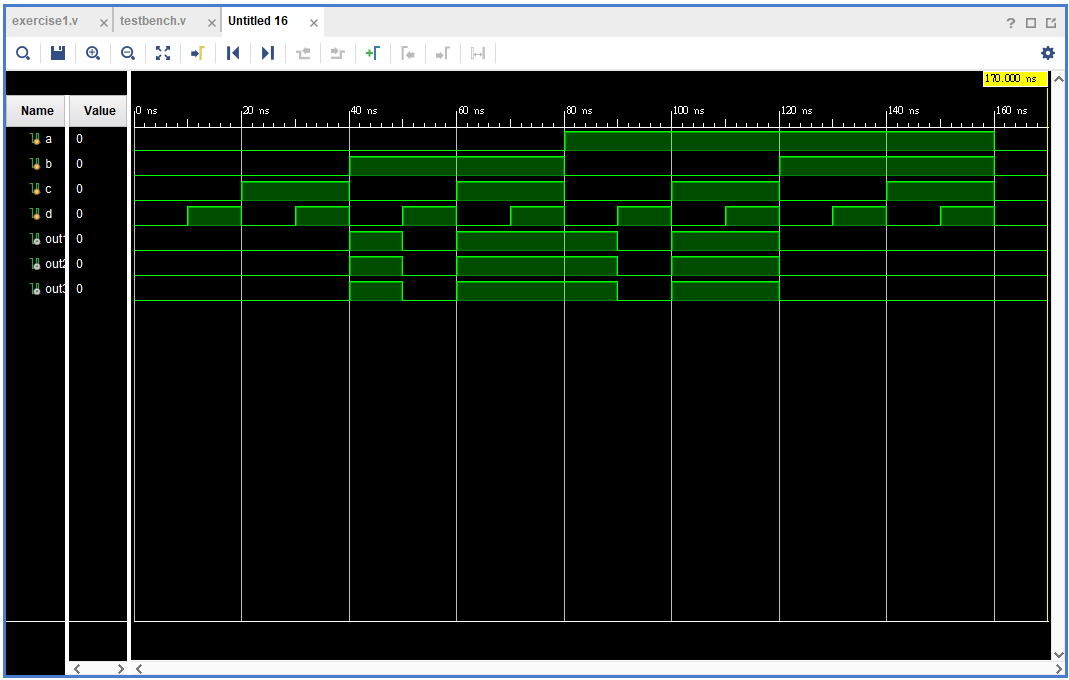 exercise1.v × testbench.v × Untitled 16 ×
?
170.000 ns
Name Value
0 ns 20 ns 40 ns 60 ns 80 ns 100 ns 120 ns 140 ns 160 ns
a 0
b 0
c 0
d 0
out1 0
out2 0
out3 0